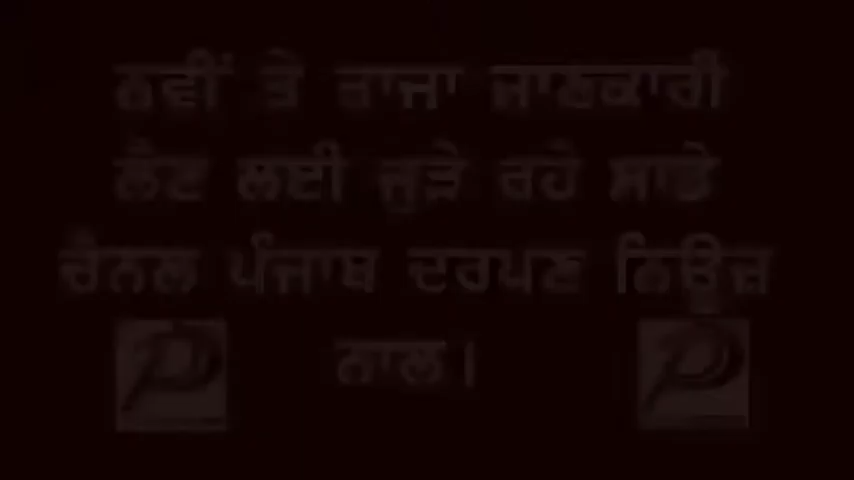 ਨਵੀਂ ਤੇ ਤਾਜਾ ਜਾਣਕਾਰੀ
ਲੈਣ ਲਈ ਜੁੜੇ ਰਹੋ ਸਾਡੇ
ਚੈਨਲ ਪੰਜਾਬ ਦਰਪਣ ਨਿਊਜ਼
ਨਾਲ।